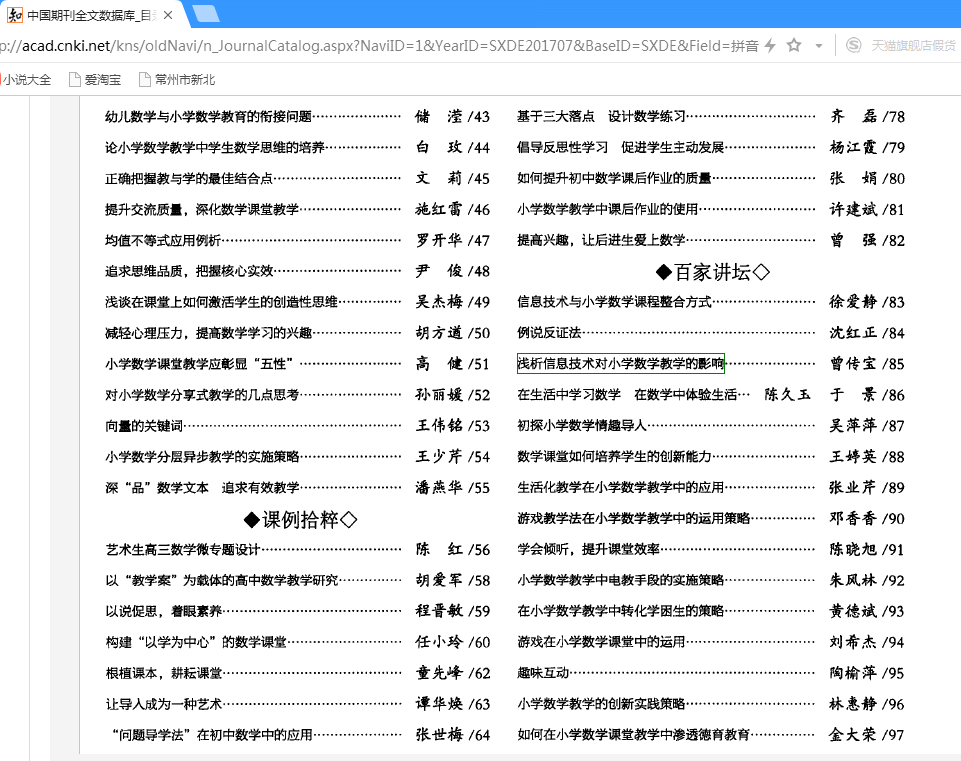 中国期刊全文数据库_目
p://acad.cnki.net/kns/oldNavi/n_JournalCatalog.aspx?NaviID=1&YearID=SXDE201707&BaseID=SXDE&Field=拼音
天猫旗舰店假货
小说大全 爱淘宝 常州市新北
幼儿数学与小学数学教育的衔接问题………………… 储 滢 /43
论小学数学教学中学生数学思维的培养……………… 白 玫 /44
正确把握教与学的最佳结合点………………… 文 莉 /45
提升交流质量，深化数学课堂教学………………… 施红雷 /46
均值不等式应用例析………………… 罗开华 /47
追求思维品质，把握核心实效………………… 尹 俊 /48
浅谈在课堂上如何激活学生的创造性思维……………… 吴杰梅 /49
减轻心理压力，提高数学学习的兴趣………………… 胡方道 /50
小学数学课堂教学应彰显“五性” ………………… 高 健 /51
对小学数学分享式教学的几点思考………………… 孙丽媛 /52
向量的关键词………………… 王伟铭 /53
小学数学分层异步教学的实施策略………………… 王少芹 /54
深“品”数学文本 追求有效教学………………… 潘燕华 /55
◆课例拾粹◇
艺术生高三数学微专题设计………………… 陈 红 /56
以“教学案”为载体的高中数学教学研究……………… 胡爱军 /58
以说促思，着眼素养………………… 程晋敏 /59
构建“以学为中心”的数学课堂………………… 任小玲 /60
根植课本，耕耘课堂………………… 童先峰 /62
让导入成为一种艺术………………… 谭华焕 /63
“问题导学法”在初中数学中的应用………………… 张世梅 /64
基于三大落点 设计数学练习………………… 齐 磊 /78
倡导反思性学习 促进学生主动发展………………… 杨江霞 /79
如何提升初中数学课后作业的质量………………… 张 娟 /80
小学数学教学中课后作业的使用………………… 许建斌 /81
提高兴趣，让后进生爱上数学………………… 曾 强 /82
◆百家讲坛◇
信息技术与小学数学课程整合方式………………… 徐爱静 /83
例说反证法………………… 沈红正 /84
浅析信息技术对小学数学教学的影响………………… 曾传宝 /85
在生活中学习数学 在数学中体验生活… 陈久玉 于 景 /86
初探小学数学情趣导人………………… 吴萍萍 /87
数学课堂如何培养学生的创新能力………………… 王婷英 /88
生活化教学在小学数学教学中的应用………………… 张业芹 /89
游戏教学法在小学数学教学中的运用策略……………… 邓香香 /90
学会倾听，提升课堂效率………………… 陈晓旭 /91
小学数学教学中电教手段的实施策略………………… 朱风林 /92
在小学数学教学中转化学困生的策略………………… 黄德斌 /93
游戏在小学数学课堂中的运用………………… 刘希杰 /94
趣味互动………………… 陶榆萍 /95
小学数学教学的创新实践策略………………… 林惠静 /96
如何在小学数学课堂教学中渗透德育教育……………… 金大荣 /97